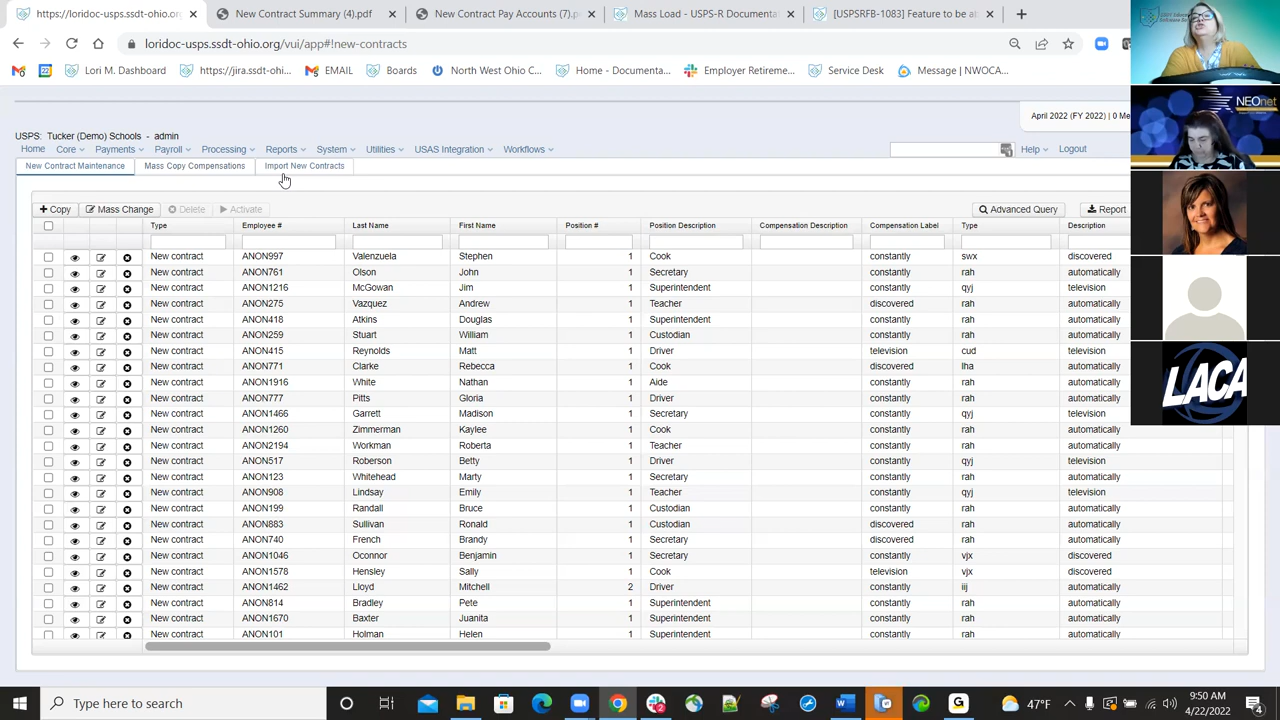 https://loridoc-usps.ssdt-ohio.org
New Contract Summary (4).pdf
New Contract Pay Accounts (7).p
Mass Load - USPS-R Documentati
[USPSRFB-1083] Feature to be ab
loridoc-usps.ssdt-ohio.org/vui/app#!new-contracts
Lori M. Dashboard
https://jira.ssdt-ohi...
EMAIL
Boards
North West Ohio C...
Home - Documenta...
Employer Retireme...
Service Desk
Messages | NWOCA...
NEOnet
April 2022 (FY 2022) | 0 Me
USPS: Tucker (Demo) Schools - admin
Home Core Payments Payroll Processing Reports System Utilities USAS Integration Workflows Help Logout
New Contract Maintenance Mass Copy Compensations Import New Contracts
Copy Mass Change Delete Activate Advanced Query Report
Type Employee # Last Name First Name Position # Position Description Compensation Description Compensation Label Type Description
New contract ANON997 Valenzuela Stephen 1 Cook constantly swx discovered
New contract ANON761 Olson John 1 Secretary constantly rah automatically
New contract ANON1216 McGowan Jim 1 Superintendent constantly qyj television
New contract ANON275 Vazquez Andrew 1 Teacher discovered rah automatically
New contract ANON418 Atkins Douglas 1 Superintendent constantly rah automatically
New contract ANON259 Stuart William 1 Custodian constantly rah automatically
New contract ANON415 Reynolds Matt 1 Driver television cud television
New contract ANON771 Clarke Rebecca 1 Cook discovered lha automatically
New contract ANON1916 White Nathan 1 Aide constantly rah automatically
New contract ANON777 Pitts Gloria 1 Driver constantly rah automatically
New contract ANON1466 Garrett Madison 1 Secretary constantly qyj television
New contract ANON1260 Zimmerman Kaylee 1 Cook constantly rah automatically
New contract ANON2194 Workman Roberta 1 Teacher constantly rah automatically
New contract ANON517 Roberson Betty 1 Driver constantly qyj television
New contract ANON123 Whitehead Marty 1 Secretary constantly rah automatically
New contract ANON908 Lindsay Emily 1 Teacher constantly qyj television
New contract ANON199 Randall Bruce 1 Custodian constantly rah automatically
New contract ANON883 Sullivan Ronald 1 Custodian discovered rah automatically
New contract ANON740 French Brandy 1 Secretary discovered rah automatically
New contract ANON1046 Oconnor Benjamin 1 Secretary constantly vjx discovered
New contract ANON1578 Hensley Sally 1 Cook television vjx discovered
New contract ANON1462 Lloyd Mitchell 2 Driver constantly iij automatically
New contract ANON814 Bradley Pete 1 Superintendent constantly rah automatically
New contract ANON1670 Baxter Juanita 1 Superintendent constantly rah automatically
New contract ANON101 Holman Helen 1 Superintendent constantly rah automatically
LACA
Type here to search
47°F
9:50 AM
4/22/2022
4